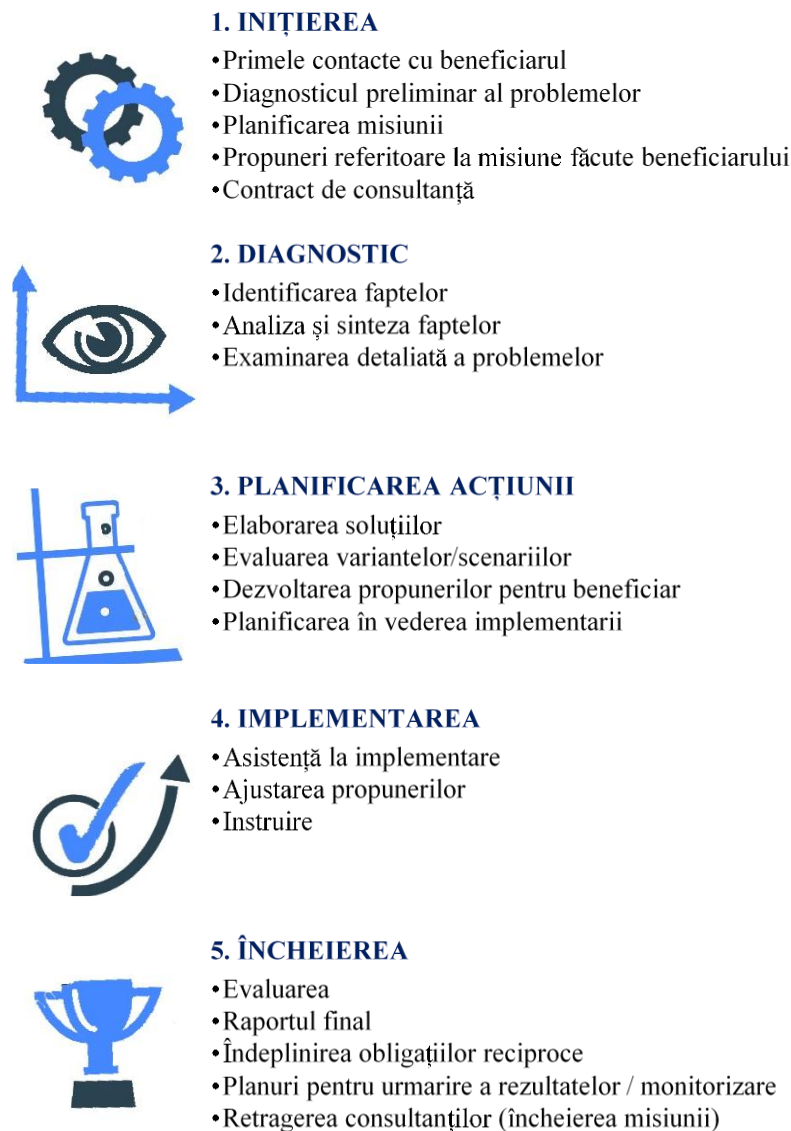 1. INIȚIEREA
•Primele contacte cu beneficiarul
•Diagnosticul preliminar al problemelor
•Planificarea misiunii
•Propuneri referitoare la misiune făcute beneficiarului
•Contract de consultanță
2. DIAGNOSTIC
•Identificarea faptelor
•Analiza și sinteza faptelor
•Examinarea detaliată a problemelor
3. PLANIFICAREA ACȚIUNII
•Elaborarea soluțiilor
•Evaluarea variantelor/scenariilor
•Dezvoltarea propunerilor pentru beneficiar
•Planificarea în vederea implementarii
4. IMPLEMENTAREA
•Asistență la implementare
•Ajustarea propunerilor
•Instruire
5. ÎNCHEIEREA
•Evaluarea
•Raportul final
•Îndeplinirea obligațiilor reciproce
•Planuri pentru urmarire a rezultatelor / monitorizare
•Retragerea consultanților (încheierea misiunii)